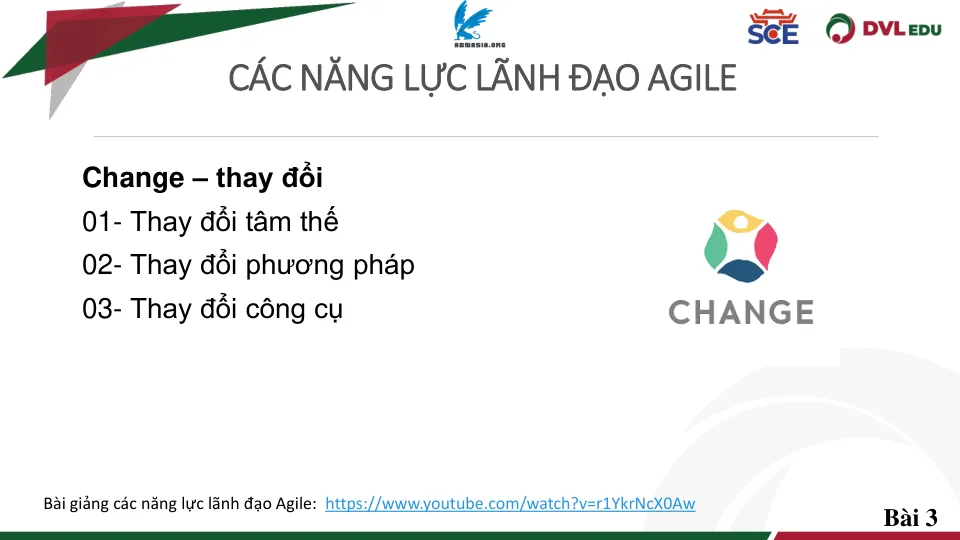 ABNASIA.ORG
SCE
DVL EDU
CÁC NĂNG LỰC LÃNH ĐẠO AGILE
Change – thay đổi
01- Thay đổi tâm thế
02- Thay đổi phương pháp
03- Thay đổi công cụ
CHANGE
Bài giảng các năng lực lãnh đạo Agile: https://www.youtube.com/watch?v=r1YkrNcX0Aw
Bài 3